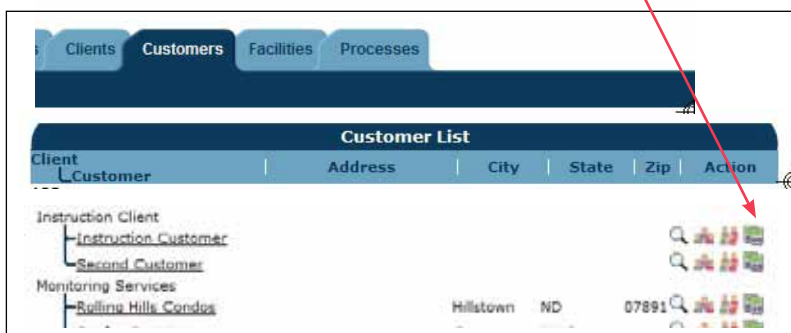 s Clients Customers Facilities Processes
Customer List
Client
Customer Address City State Zip Action
Instruction Client
Instruction Customer
Second Customer
Monitoring Services
Rolling Hills Condos Hillstown ND 07891